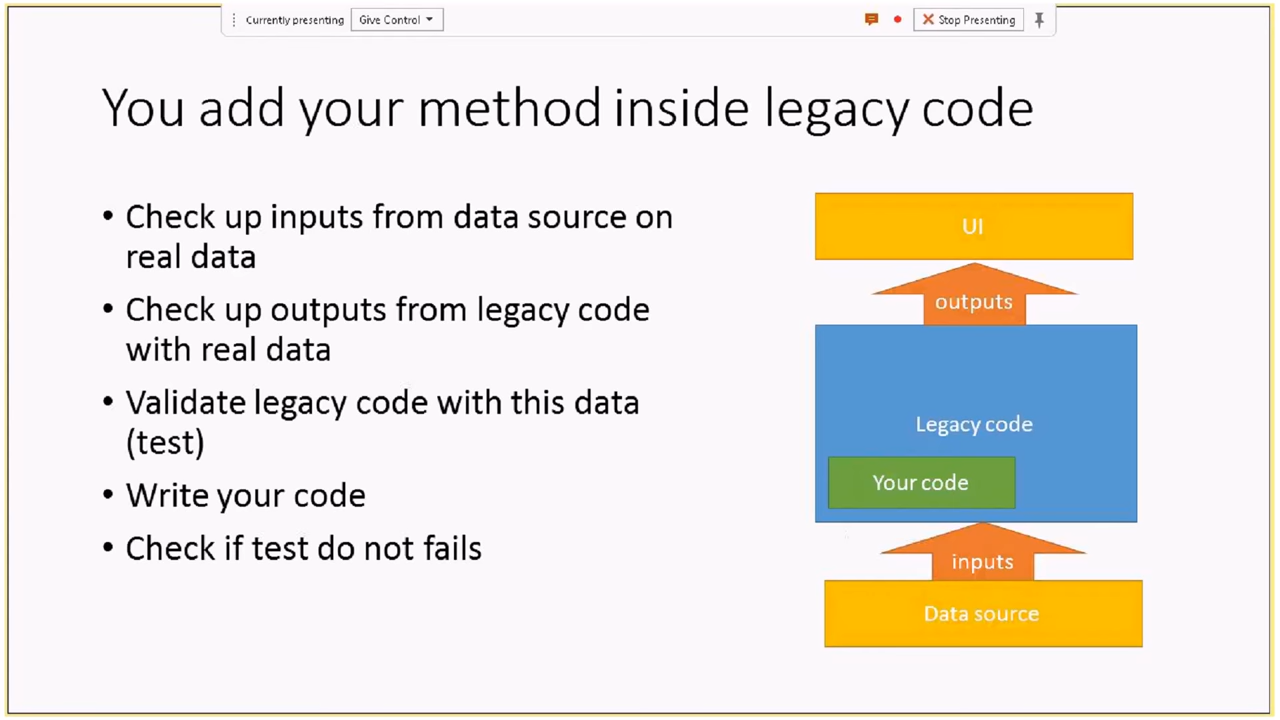 Currently presenting Give Control Stop Presenting
You add your method inside legacy code
• Check up inputs from data source on
real data
• Check up outputs from legacy code
with real data
• Validate legacy code with this data
(test)
• Write your code
• Check if test do not fails
UI
outputs
Legacy code
Your code
inputs
Data source